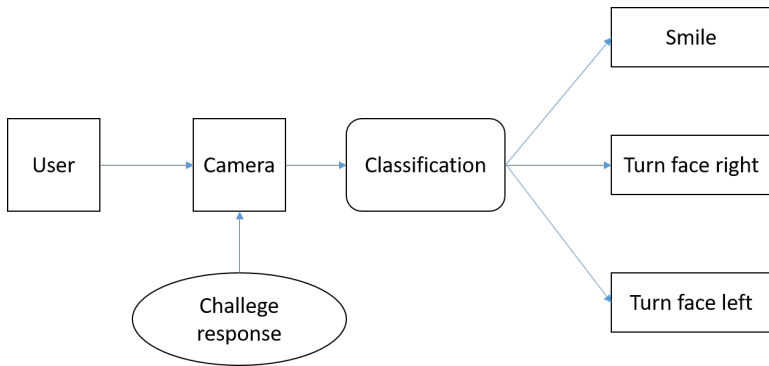 Smile
User
Camera
Classification
Turn face right
Challege
response
Turn face left